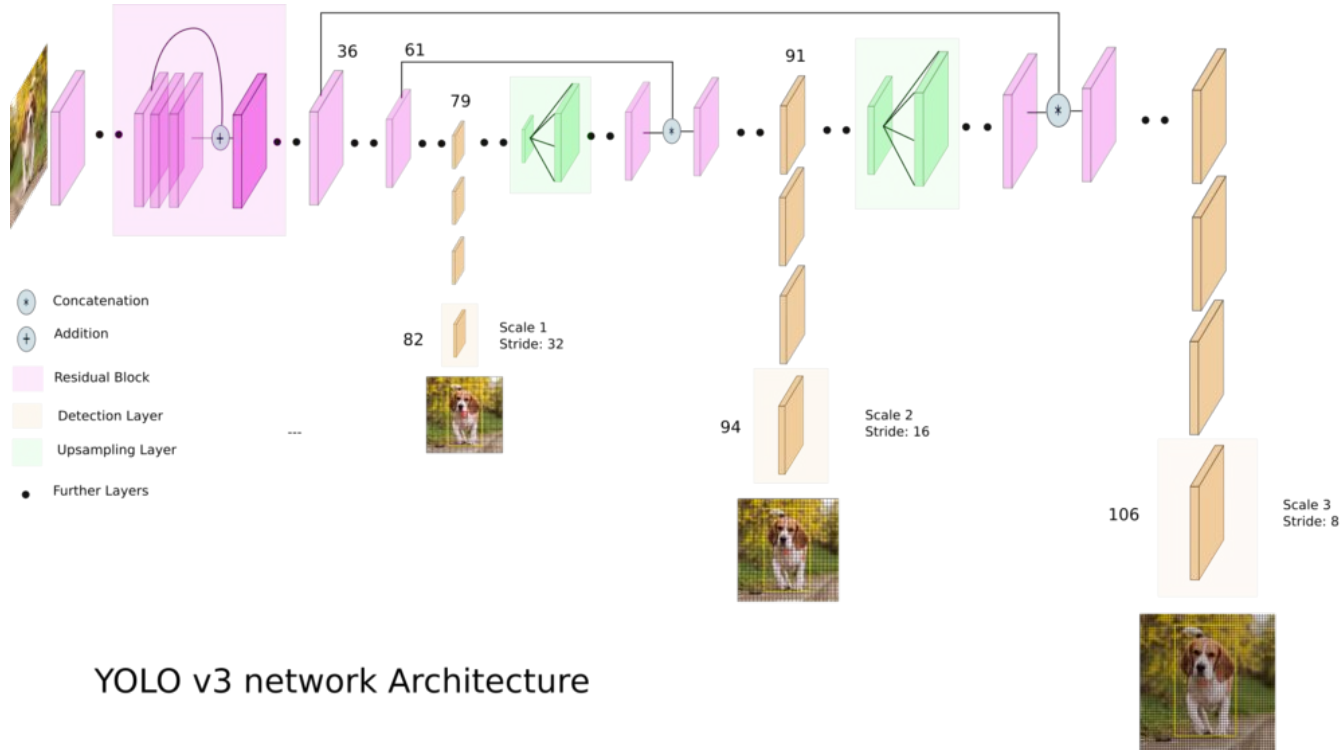 36
61
91
79
*
+
*
Concatenation
*
Addition
+
Residual Block
Detection Layer
Upsampling Layer
Further Layers
---
82
Scale 1
Stride: 32
94
Scale 2
Stride: 16
106
Scale 3
Stride: 8
YOLO v3 network Architecture